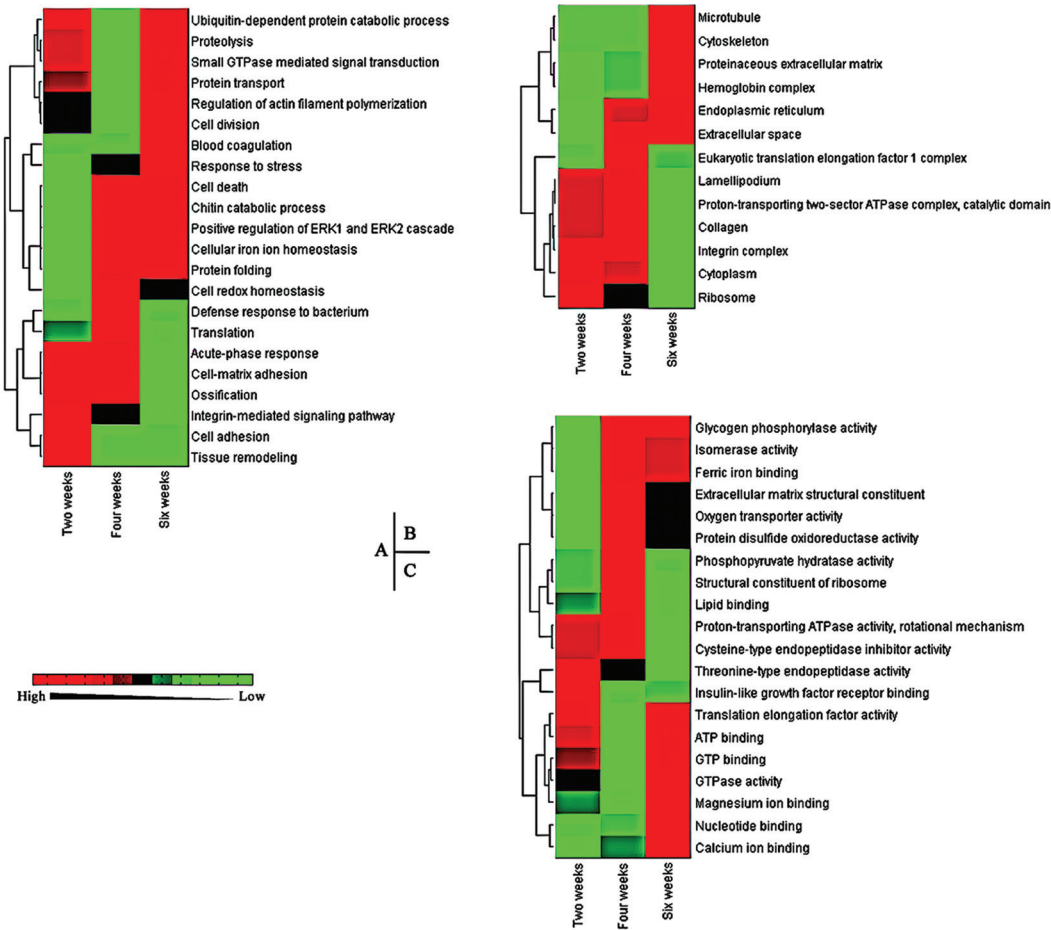 Ubiquitin-dependent protein catabolic process
Proteolysis
Small GTPase mediated signal transduction
Protein transport
Regulation of actin filament polymerization
Cell division
Blood coagulation
Response to stress
Cell death
Chitin catabolic process
Positive regulation of ERK1 and ERK2 cascade
Cellular iron ion homeostasis
Protein folding
Cell redox homeostasis
Defense response to bacterium
Translation
Acute-phase response
Cell-matrix adhesion
Ossification
Integrin-mediated signaling pathway
Cell adhesion
Tissue remodeling
Two weeks
Four weeks
Six weeks
Microtubule
Cytoskeleton
Proteinaceous extracellular matrix
Hemoglobin complex
Endoplasmic reticulum
Extracellular space
Eukaryotic translation elongation factor 1 complex
Lamellipodium
Proton-transporting two-sector ATPase complex, catalytic domain
Collagen
Integrin complex
Cytoplasm
Ribosome
Two weeks
Four weeks
Six weeks
A
B
C
High
Low
Glycogen phosphorylase activity
Isomerase activity
Ferric iron binding
Extracellular matrix structural constituent
Oxygen transporter activity
Protein disulfide oxidoreductase activity
Phosphopyruvate hydratase activity
Structural constituent of ribosome
Lipid binding
Proton-transporting ATPase activity, rotational mechanism
Cysteine-type endopeptidase inhibitor activity
Threonine-type endopeptidase activity
Insulin-like growth factor receptor binding
Translation elongation factor activity
ATP binding
GTP binding
GTPase activity
Magnesium ion binding
Nucleotide binding
Calcium ion binding
Two weeks
Four weeks
Six weeks